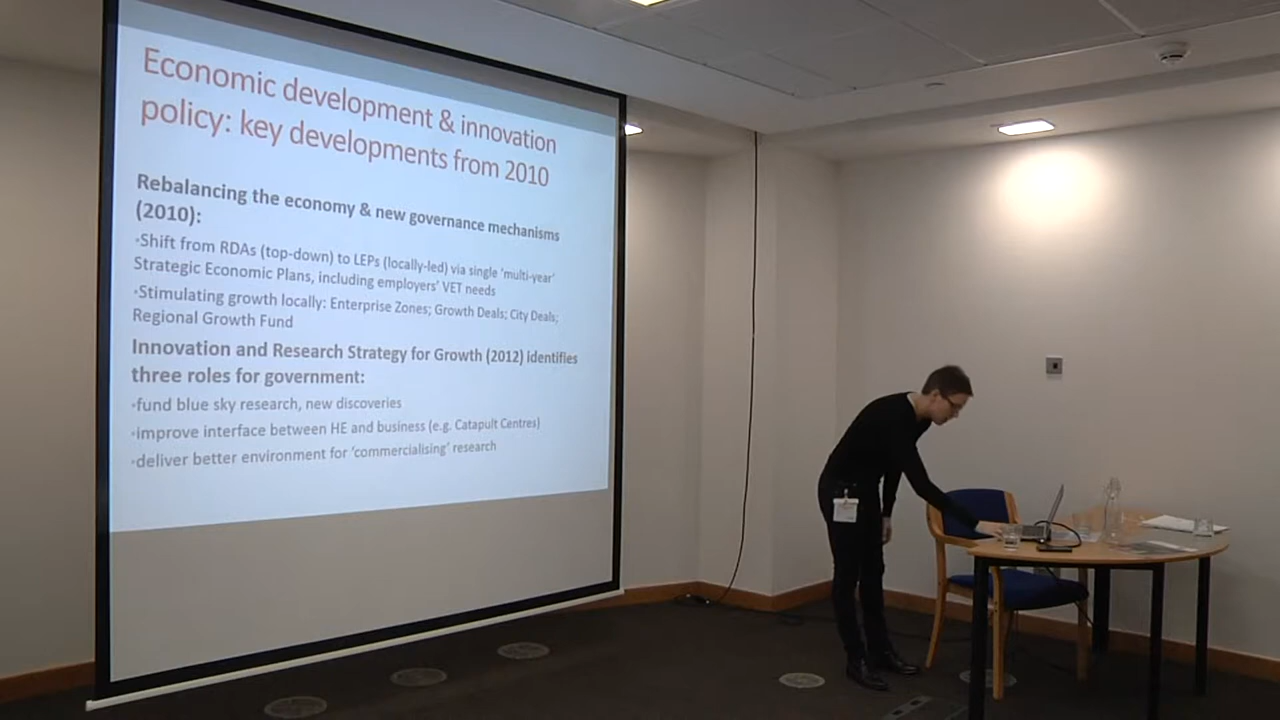 Economic development & innovation
policy: key developments from 2010
Rebalancing the economy & new governance mechanisms
(2010):
•Shift from RDAs (top-down) to LEPs (locally-led) via single ‘multi-year’
Strategic Economic Plans, including employers’ VET needs
•Stimulating growth locally: Enterprise Zones; Growth Deals; City Deals;
Regional Growth Fund
Innovation and Research Strategy for Growth (2012) identifies
three roles for government:
•fund blue sky research, new discoveries
•improve interface between HE and business (e.g. Catapult Centres)
•deliver better environment for ‘commercialising’ research